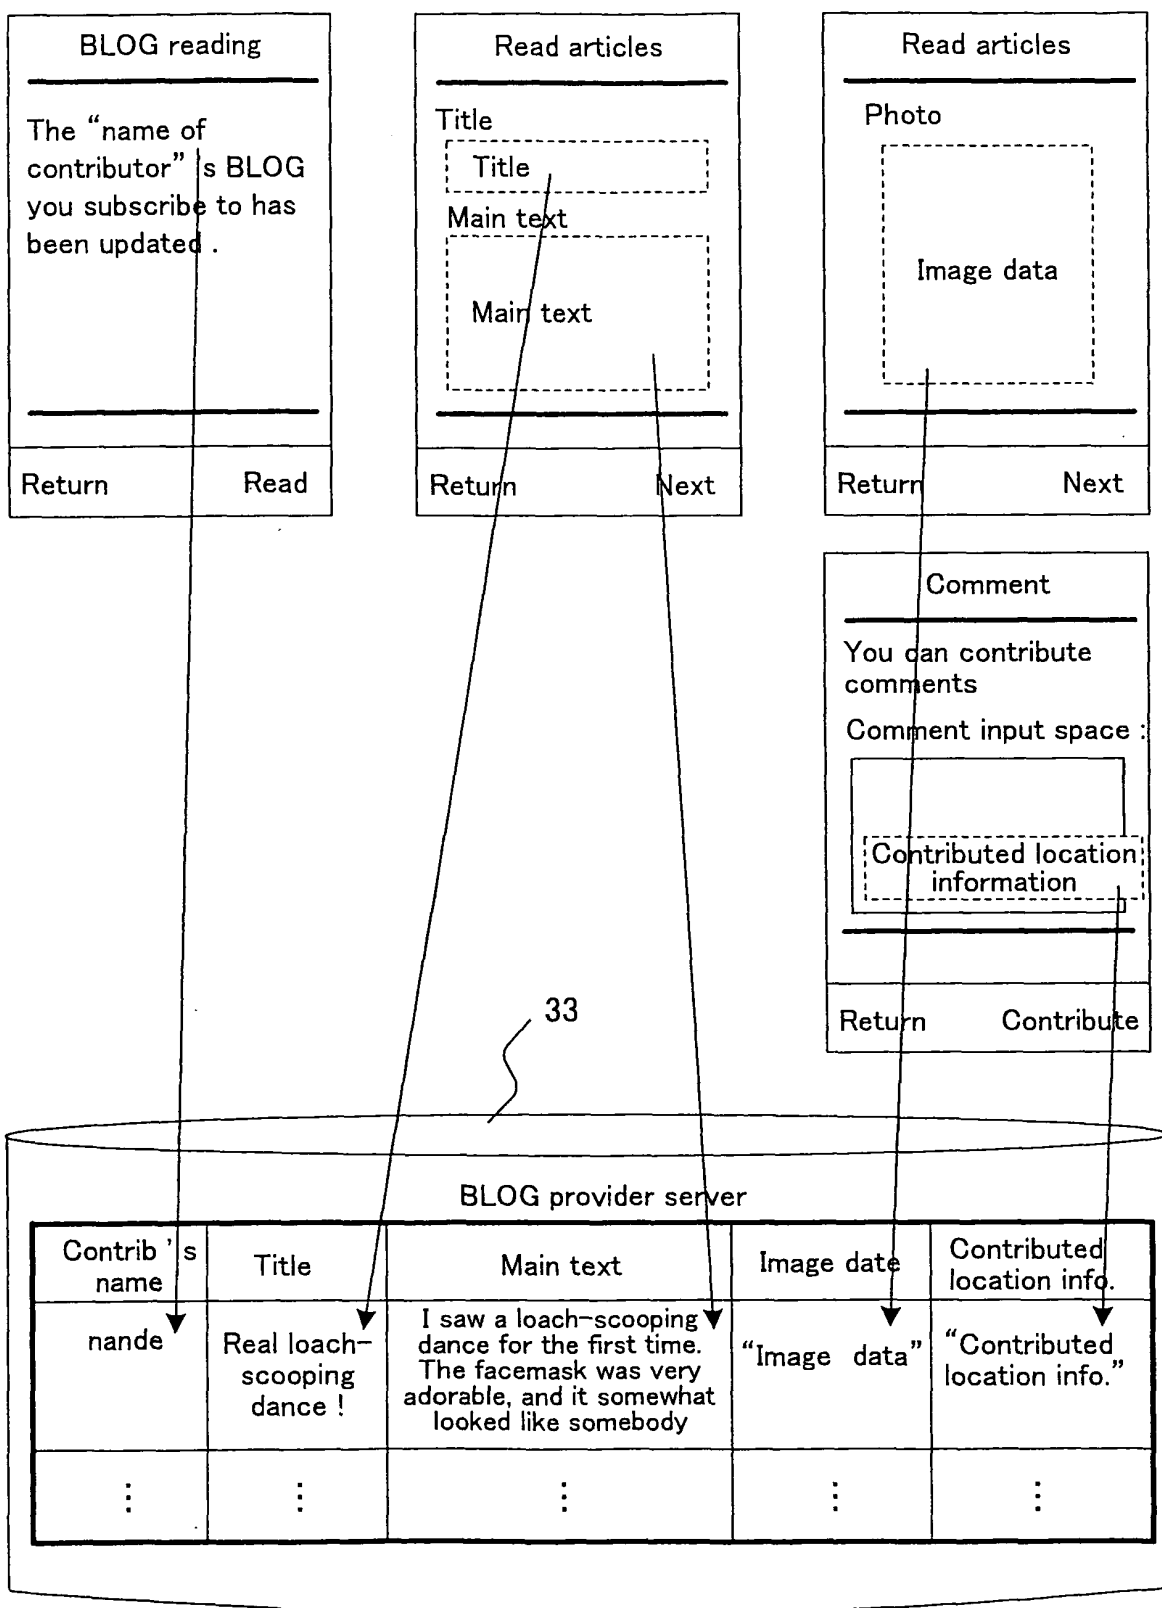 BLOG reading
The “name of
contributor” 's BLOG
you subscribe to has
been updated .
Return
Read
Read articles
Title
Title
Main text
Main text
Return
Next
Read articles
Photo
Image data
Return
Next
Comment
You can contribute
comments
Comment input space :
Contributed location
information
Return
Contribute
33
BLOG provider server
Contrib ' s
name
Title
Main text
Image date
Contributed
location info.
nande
Real loach-
scooping
dance !
I saw a loach-scooping
dance for the first time.
The facemask was very
adorable, and it somewhat
looked like somebody
“Image data”
“Contributed
location info.”